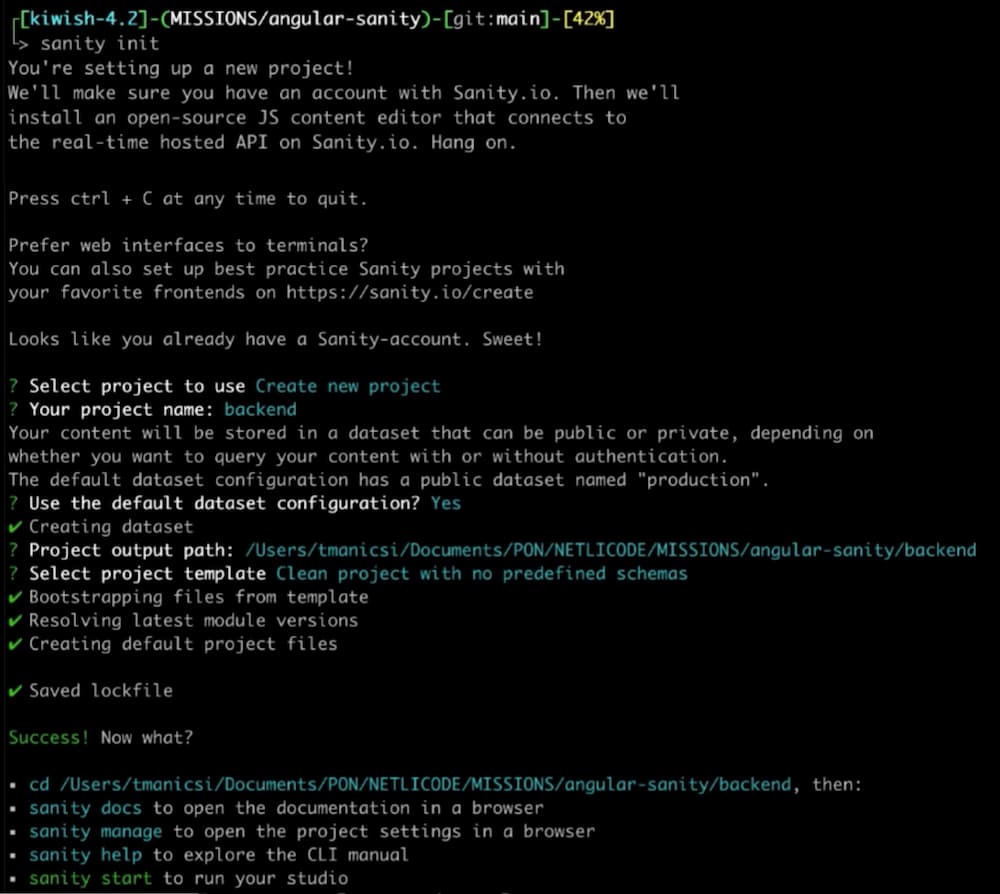 ┌[kiwish-4.2]-(MISSIONS/angular-sanity)-[git:main]-[42%]
└> sanity init
You're setting up a new project!
We'll make sure you have an account with Sanity.io. Then we'll
install an open-source JS content editor that connects to
the real-time hosted API on Sanity.io. Hang on.
Press ctrl + C at any time to quit.
Prefer web interfaces to terminals?
You can also set up best practice Sanity projects with
your favorite frontends on https://sanity.io/create
Looks like you already have a Sanity-account. Sweet!
? Select project to use Create new project
? Your project name: backend
Your content will be stored in a dataset that can be public or private, depending on
whether you want to query your content with or without authentication.
The default dataset configuration has a public dataset named "production".
? Use the default dataset configuration? Yes
✔ Creating dataset
? Project output path: /Users/tmanicsi/Documents/PON/NETLICODE/MISSIONS/angular-sanity/backend
? Select project template Clean project with no predefined schemas
✔ Bootstrapping files from template
✔ Resolving latest module versions
✔ Creating default project files
✔ Saved lockfile
Success! Now what?
▪ cd /Users/tmanicsi/Documents/PON/NETLICODE/MISSIONS/angular-sanity/backend, then:
▪ sanity docs to open the documentation in a browser
▪ sanity manage to open the project settings in a browser
▪ sanity help to explore the CLI manual
▪ sanity start to run your studio